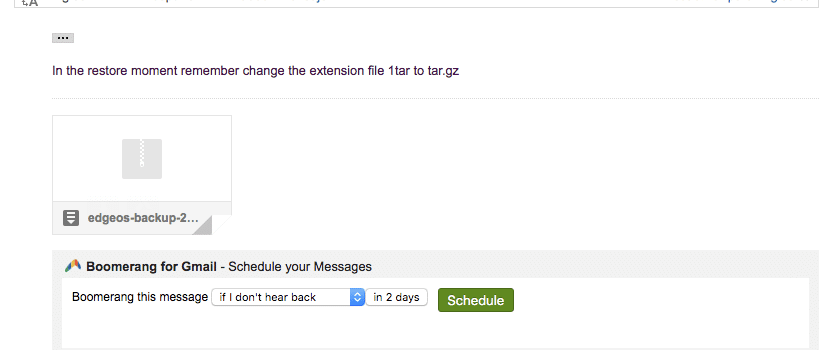 ...
In the restore moment remember change the extension file 1tar to tar.gz
edgeos-backup-2...
Boomerang for Gmail - Schedule your Messages
Boomerang this message if I don't hear back in 2 days Schedule